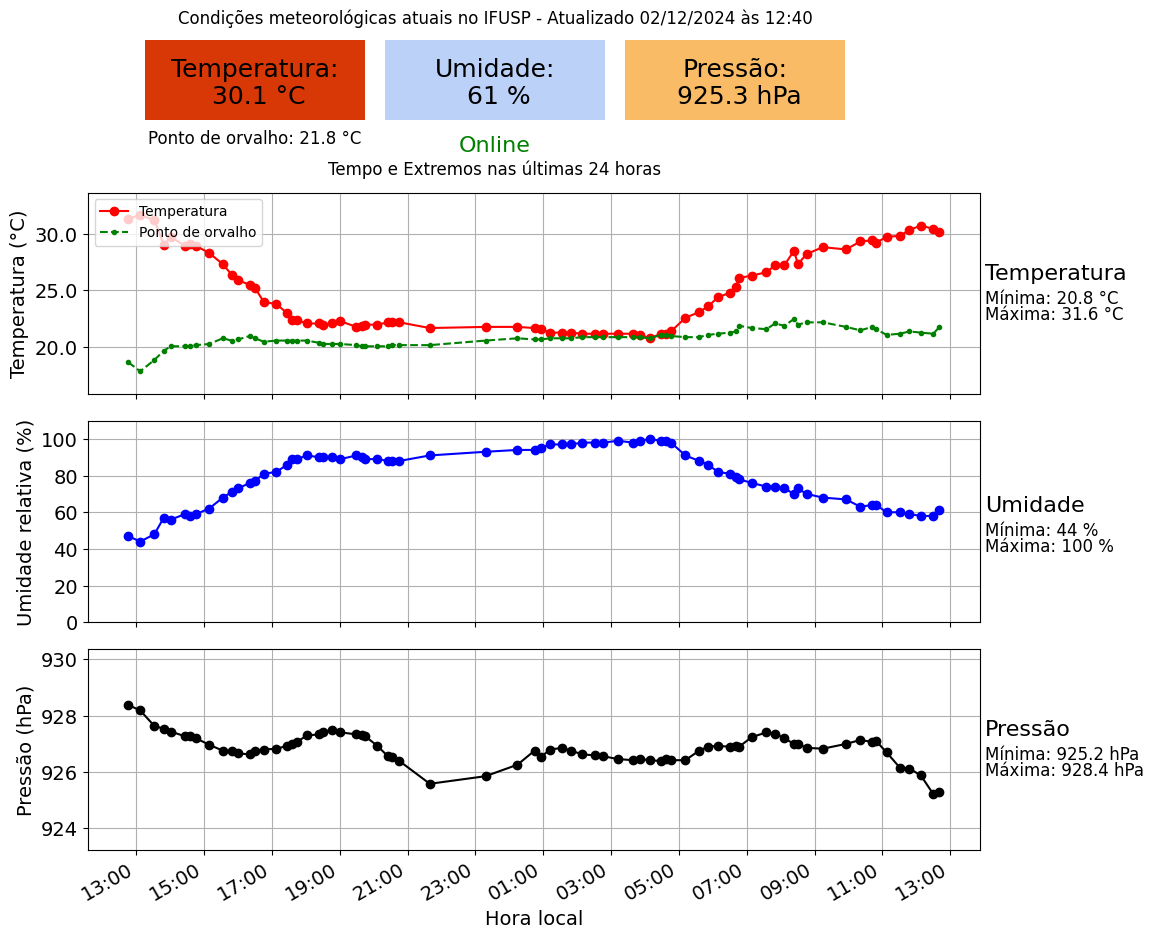 Condições meteorológicas atuais no IFUSP - Atualizado 02/12/2024 às 12:40
Temperatura:
30.1 °C
Umidade:
61 %
Pressão:
925.3 hPa
Ponto de orvalho: 21.8 °C
Online
Tempo e Extremos nas últimas 24 horas
Temperatura (°C)
30.0
25.0
20.0
Temperatura
Ponto de orvalho
Temperatura
Mínima: 20.8 °C
Máxima: 31.6 °C
Umidade relativa (%)
100
80
60
40
20
0
Umidade
Mínima: 44 %
Máxima: 100 %
Pressão (hPa)
930
928
926
924
Pressão
Mínima: 925.2 hPa
Máxima: 928.4 hPa
13:00
15:00
17:00
19:00
21:00
23:00
01:00
03:00
05:00
07:00
09:00
11:00
13:00
Hora local